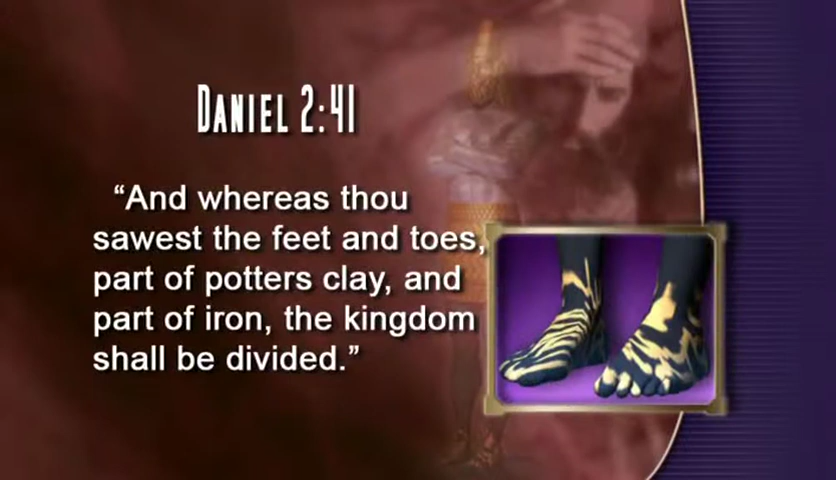 DANIEL 2:41
“And whereas thou
sawest the feet and toes,
part of potters clay, and
part of iron, the kingdom
shall be divided.”